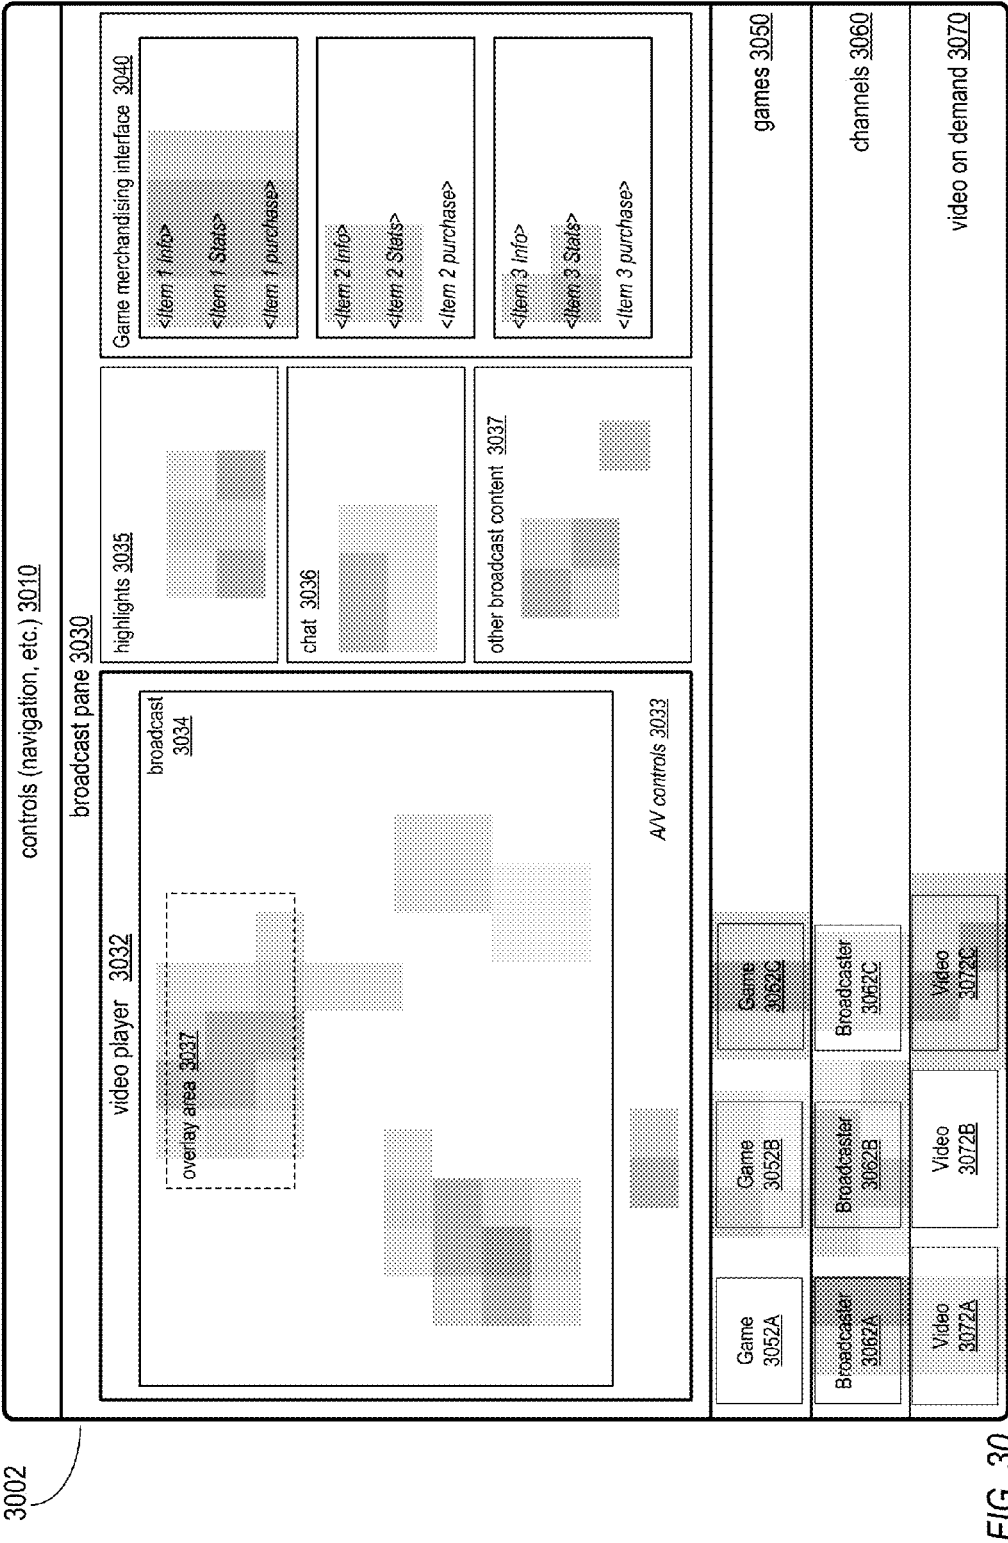 3002
controls (navigation, etc.) 3010
broadcast pane 3030
video player 3032
broadcast
3034
overlay area 3037
A/V controls 3033
highlights 3035
chat 3036
other broadcast content 3037
Game merchandising interface 3040
<Item 1 Info>
<Item 1 Stats>
<Item 1 purchase>
<Item 2 Info>
<Item 2 Stats>
<Item 2 purchase>
<Item 3 Info>
<Item 3 Stats>
<Item 3 purchase>
Game
3052A
Game
3052B
Game
3062C
games 3050
Broadcaster
3062A
Broadcaster
3062B
Broadcaster
3062C
channels 3060
Video
3072A
Video
3072B
Video
3072C
video on demand 3070
FIG. 30